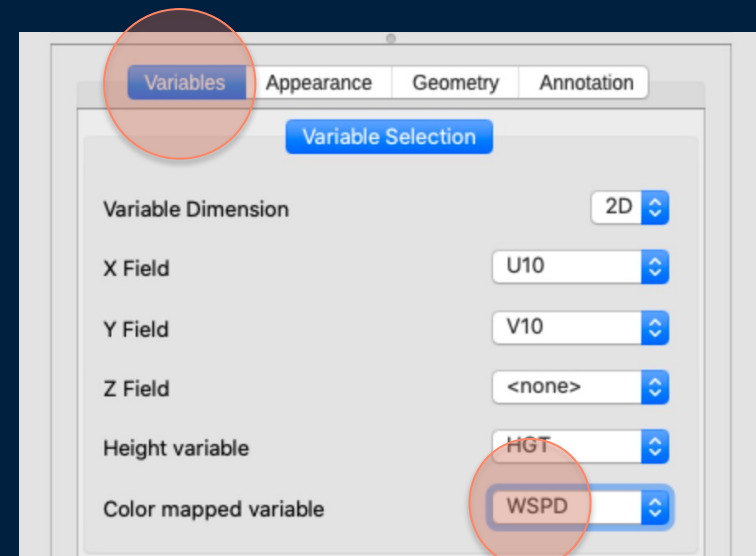 Variables Appearance Geometry Annotation
Variable Selection
Variable Dimension 2D
X Field U10
Y Field V10
Z Field <none>
Height variable HGT
Color mapped variable WSPD